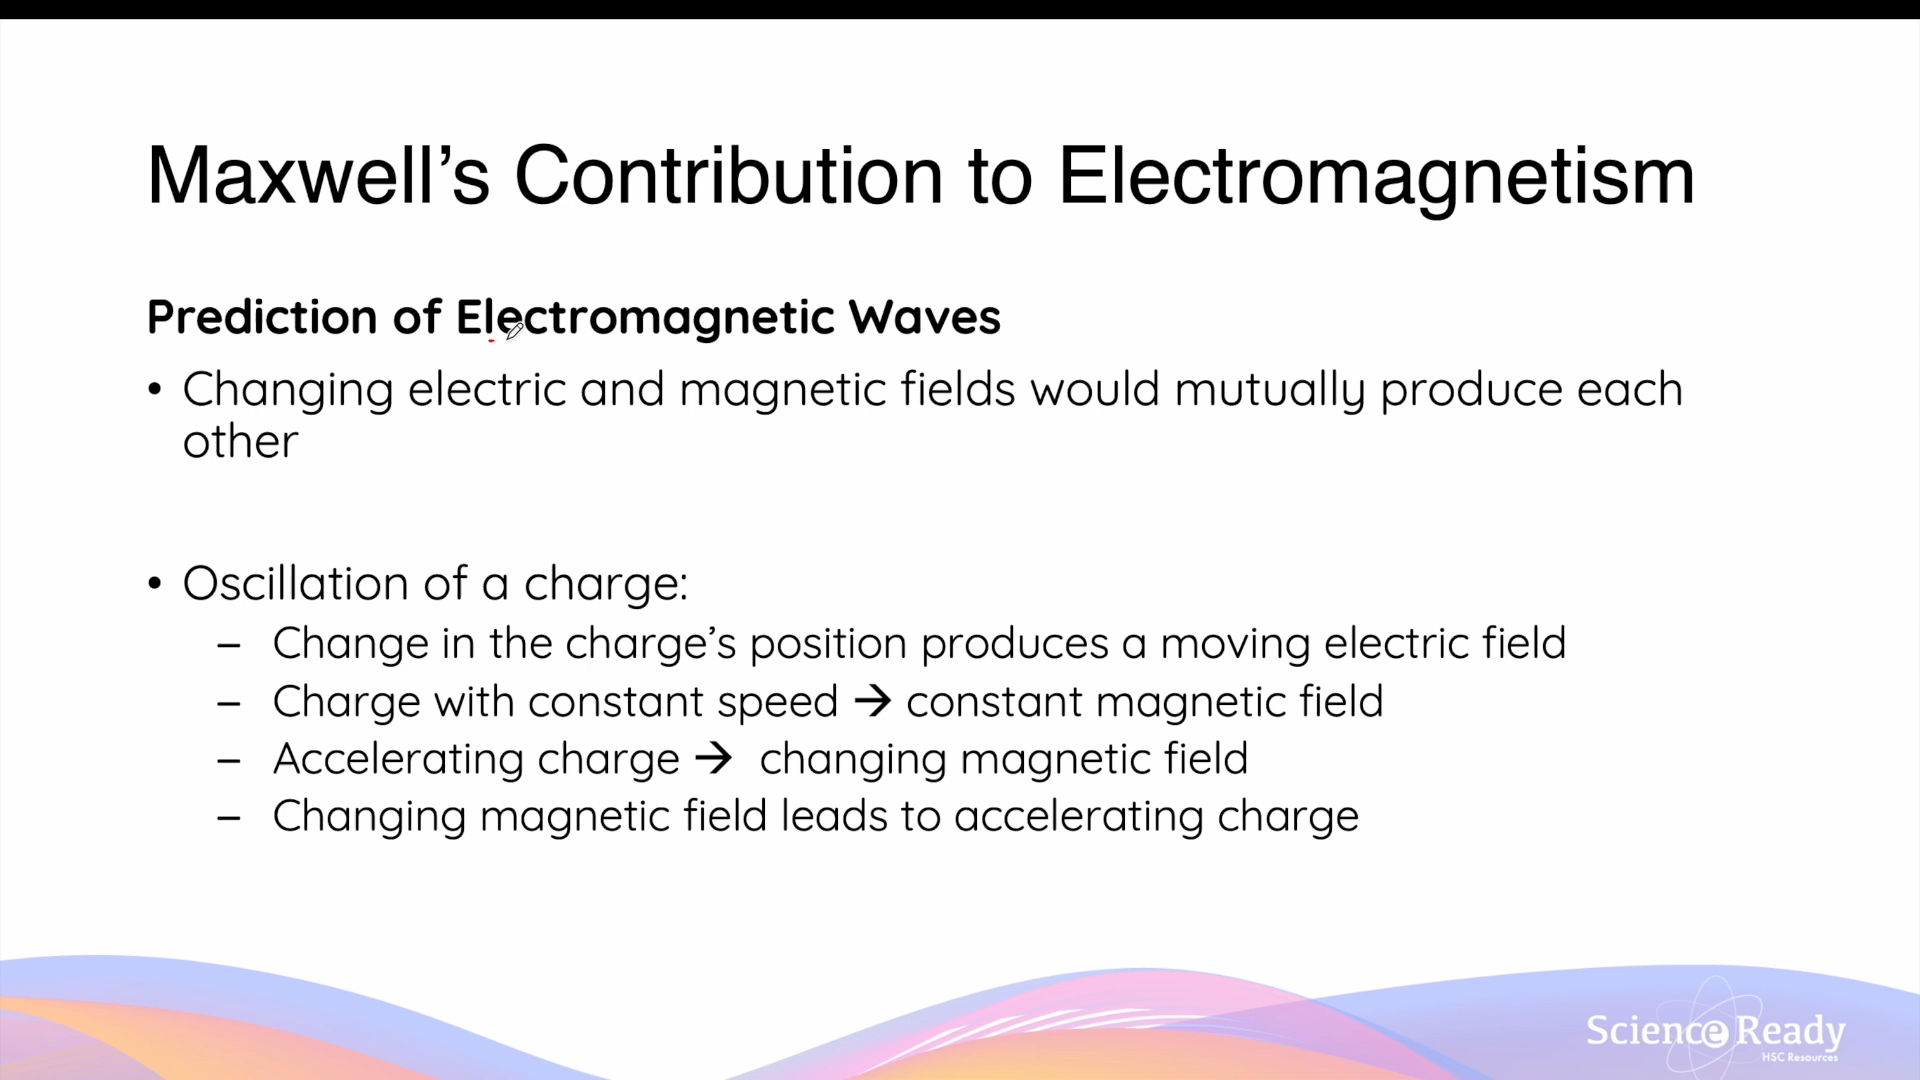 Maxwell’s Contribution to Electromagnetism
Prediction of Electromagnetic Waves
• Changing electric and magnetic fields would mutually produce each
other
• Oscillation of a charge:
– Change in the charge’s position produces a moving electric field
– Charge with constant speed → constant magnetic field
– Accelerating charge → changing magnetic field
– Changing magnetic field leads to accelerating charge
Science Ready
HSC Resources